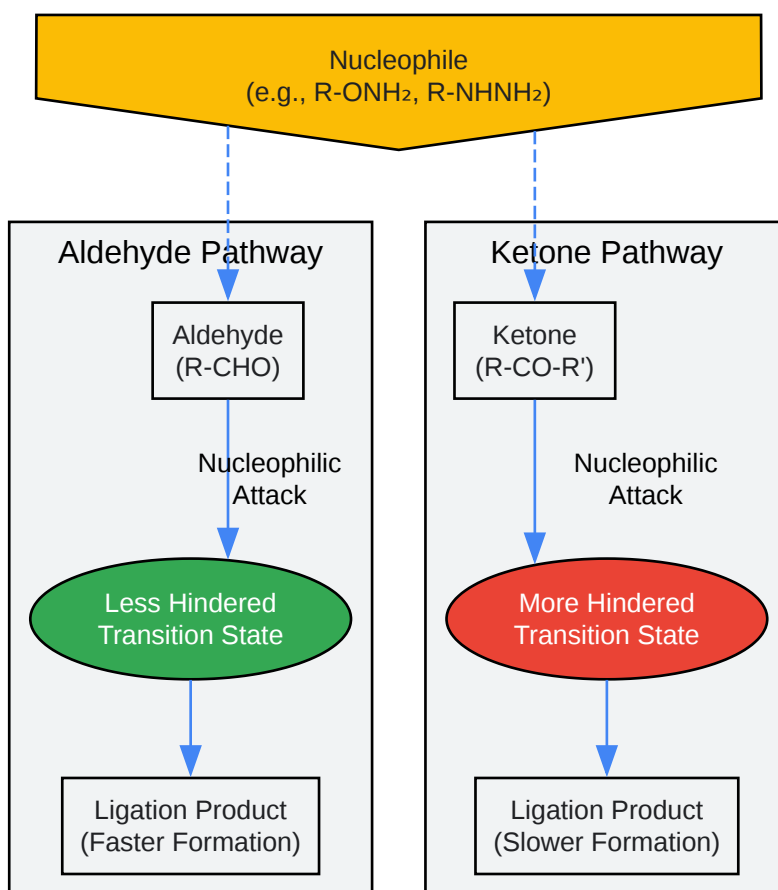 Nucleophile
(e.g., R-ONH₂, R-NHNH₂)
Aldehyde Pathway
Aldehyde
(R-CHO)
Nucleophilic
Attack
Less Hindered
Transition State
Ligation Product
(Faster Formation)
Ketone Pathway
Ketone
(R-CO-R')
Nucleophilic
Attack
More Hindered
Transition State
Ligation Product
(Slower Formation)